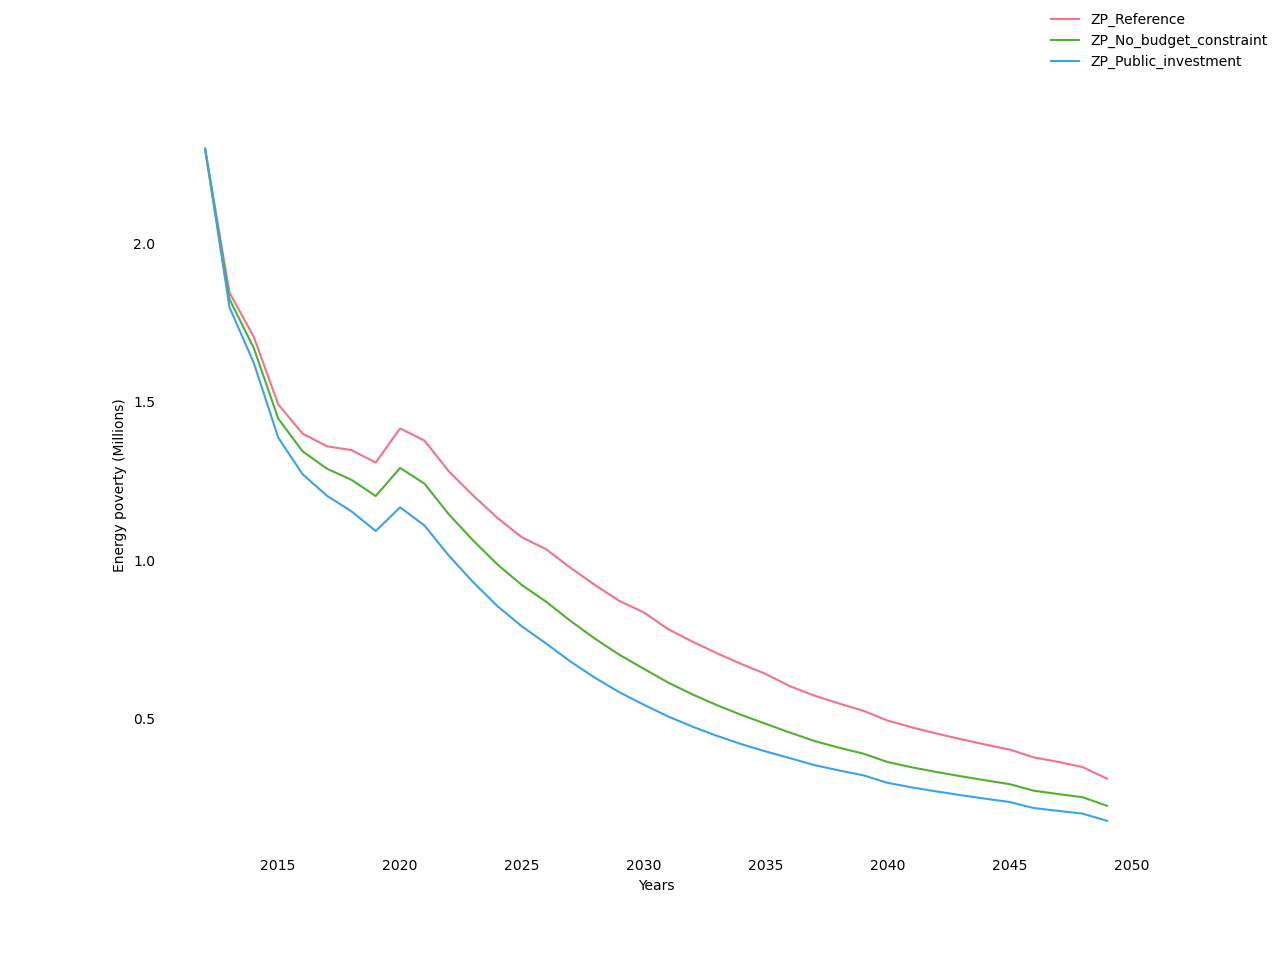 ZP_Reference
ZP_No_budget_constraint
ZP_Public_investment
2.0
1.5
1.0
0.5
Energy poverty (Millions)
2015 2020 2025 2030 2035 2040 2045 2050
Years